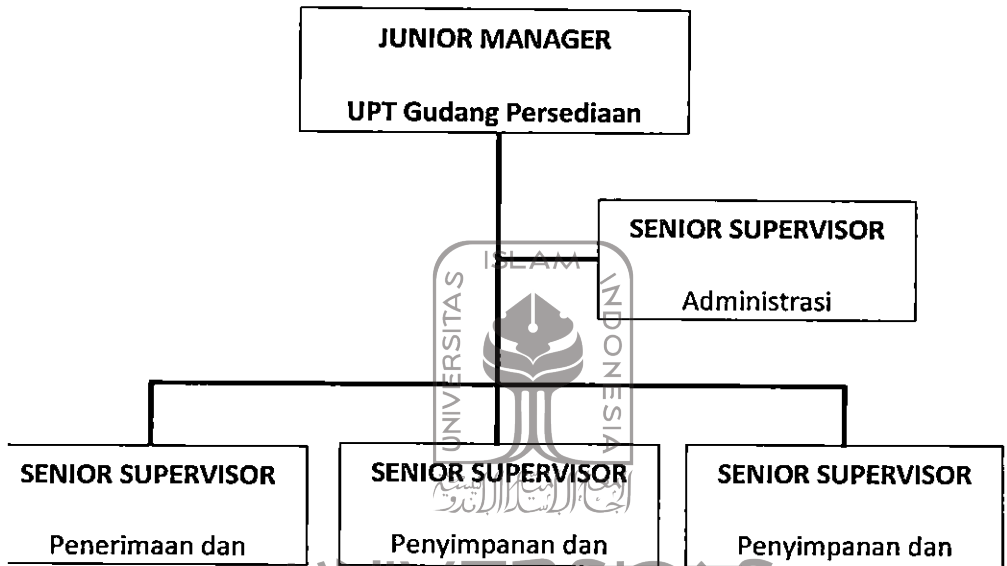 JUNIOR MANAGER
UPT Gudang Persediaan
SENIOR SUPERVISOR
Administrasi
UNIVERSITAS
ISLAM
INDONESIA
SENIOR SUPERVISOR
Penerimaan dan
SENIOR SUPERVISOR
Penyimpanan dan
SENIOR SUPERVISOR
Penyimpanan dan